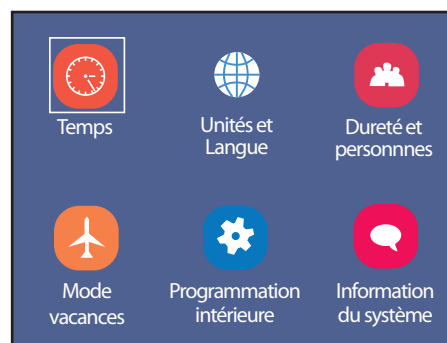 Temps
Unités et
Langue
Dureté et
personnnes
Mode
vacances
Programmation
intérieure
Information
du système